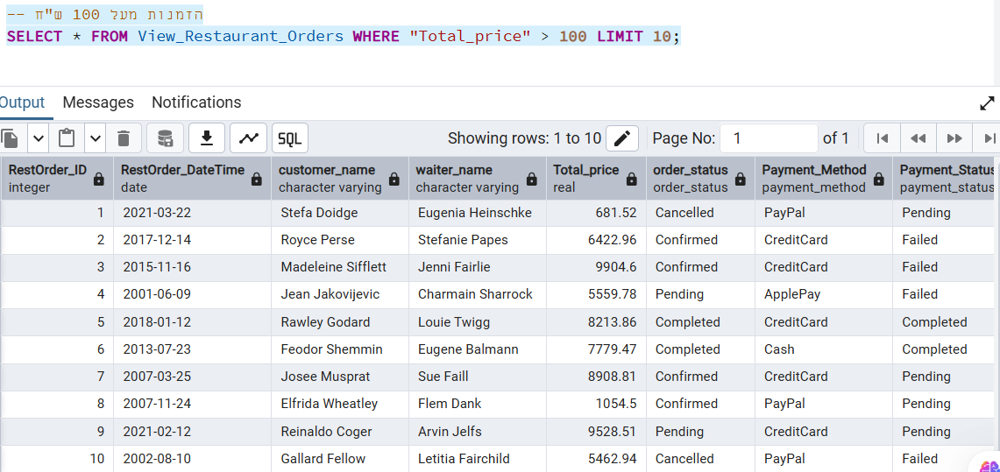 -- הזמנות מעל 100 ש"ח
SELECT * FROM View_Restaurant_Orders WHERE "Total_price" > 100 LIMIT 10;
Output Messages Notifications
SQL Showing rows: 1 to 10 Page No: 1 of 1
RestOrder_ID RestOrder_DateTime customer_name waiter_name Total_price order_status Payment_Method Payment_Status
integer date character varying character varying real order_status payment_method payment_status
1 2021-03-22 Stefa Doidge Eugenia Heinschke 681.52 Cancelled PayPal Pending
2 2017-12-14 Royce Perse Stefanie Papes 6422.96 Confirmed CreditCard Failed
3 2015-11-16 Madeleine Sifflett Jenni Fairlie 9904.6 Confirmed CreditCard Failed
4 2001-06-09 Jean Jakovijevic Charmain Sharrock 5559.78 Pending ApplePay Failed
5 2018-01-12 Rawley Godard Louie Twigg 8213.86 Completed CreditCard Completed
6 2013-07-23 Feodor Shemmin Eugene Balmann 7779.47 Completed Cash Completed
7 2007-03-25 Josee Musprat Sue Faill 8908.81 Confirmed CreditCard Pending
8 2007-11-24 Elfrida Wheatley Flem Dank 1054.5 Confirmed PayPal Pending
9 2021-02-12 Reinaldo Coger Arvin Jelfs 9528.51 Pending CreditCard Pending
10 2002-08-10 Gallard Fellow Letitia Fairchild 5462.94 Cancelled PayPal Failed